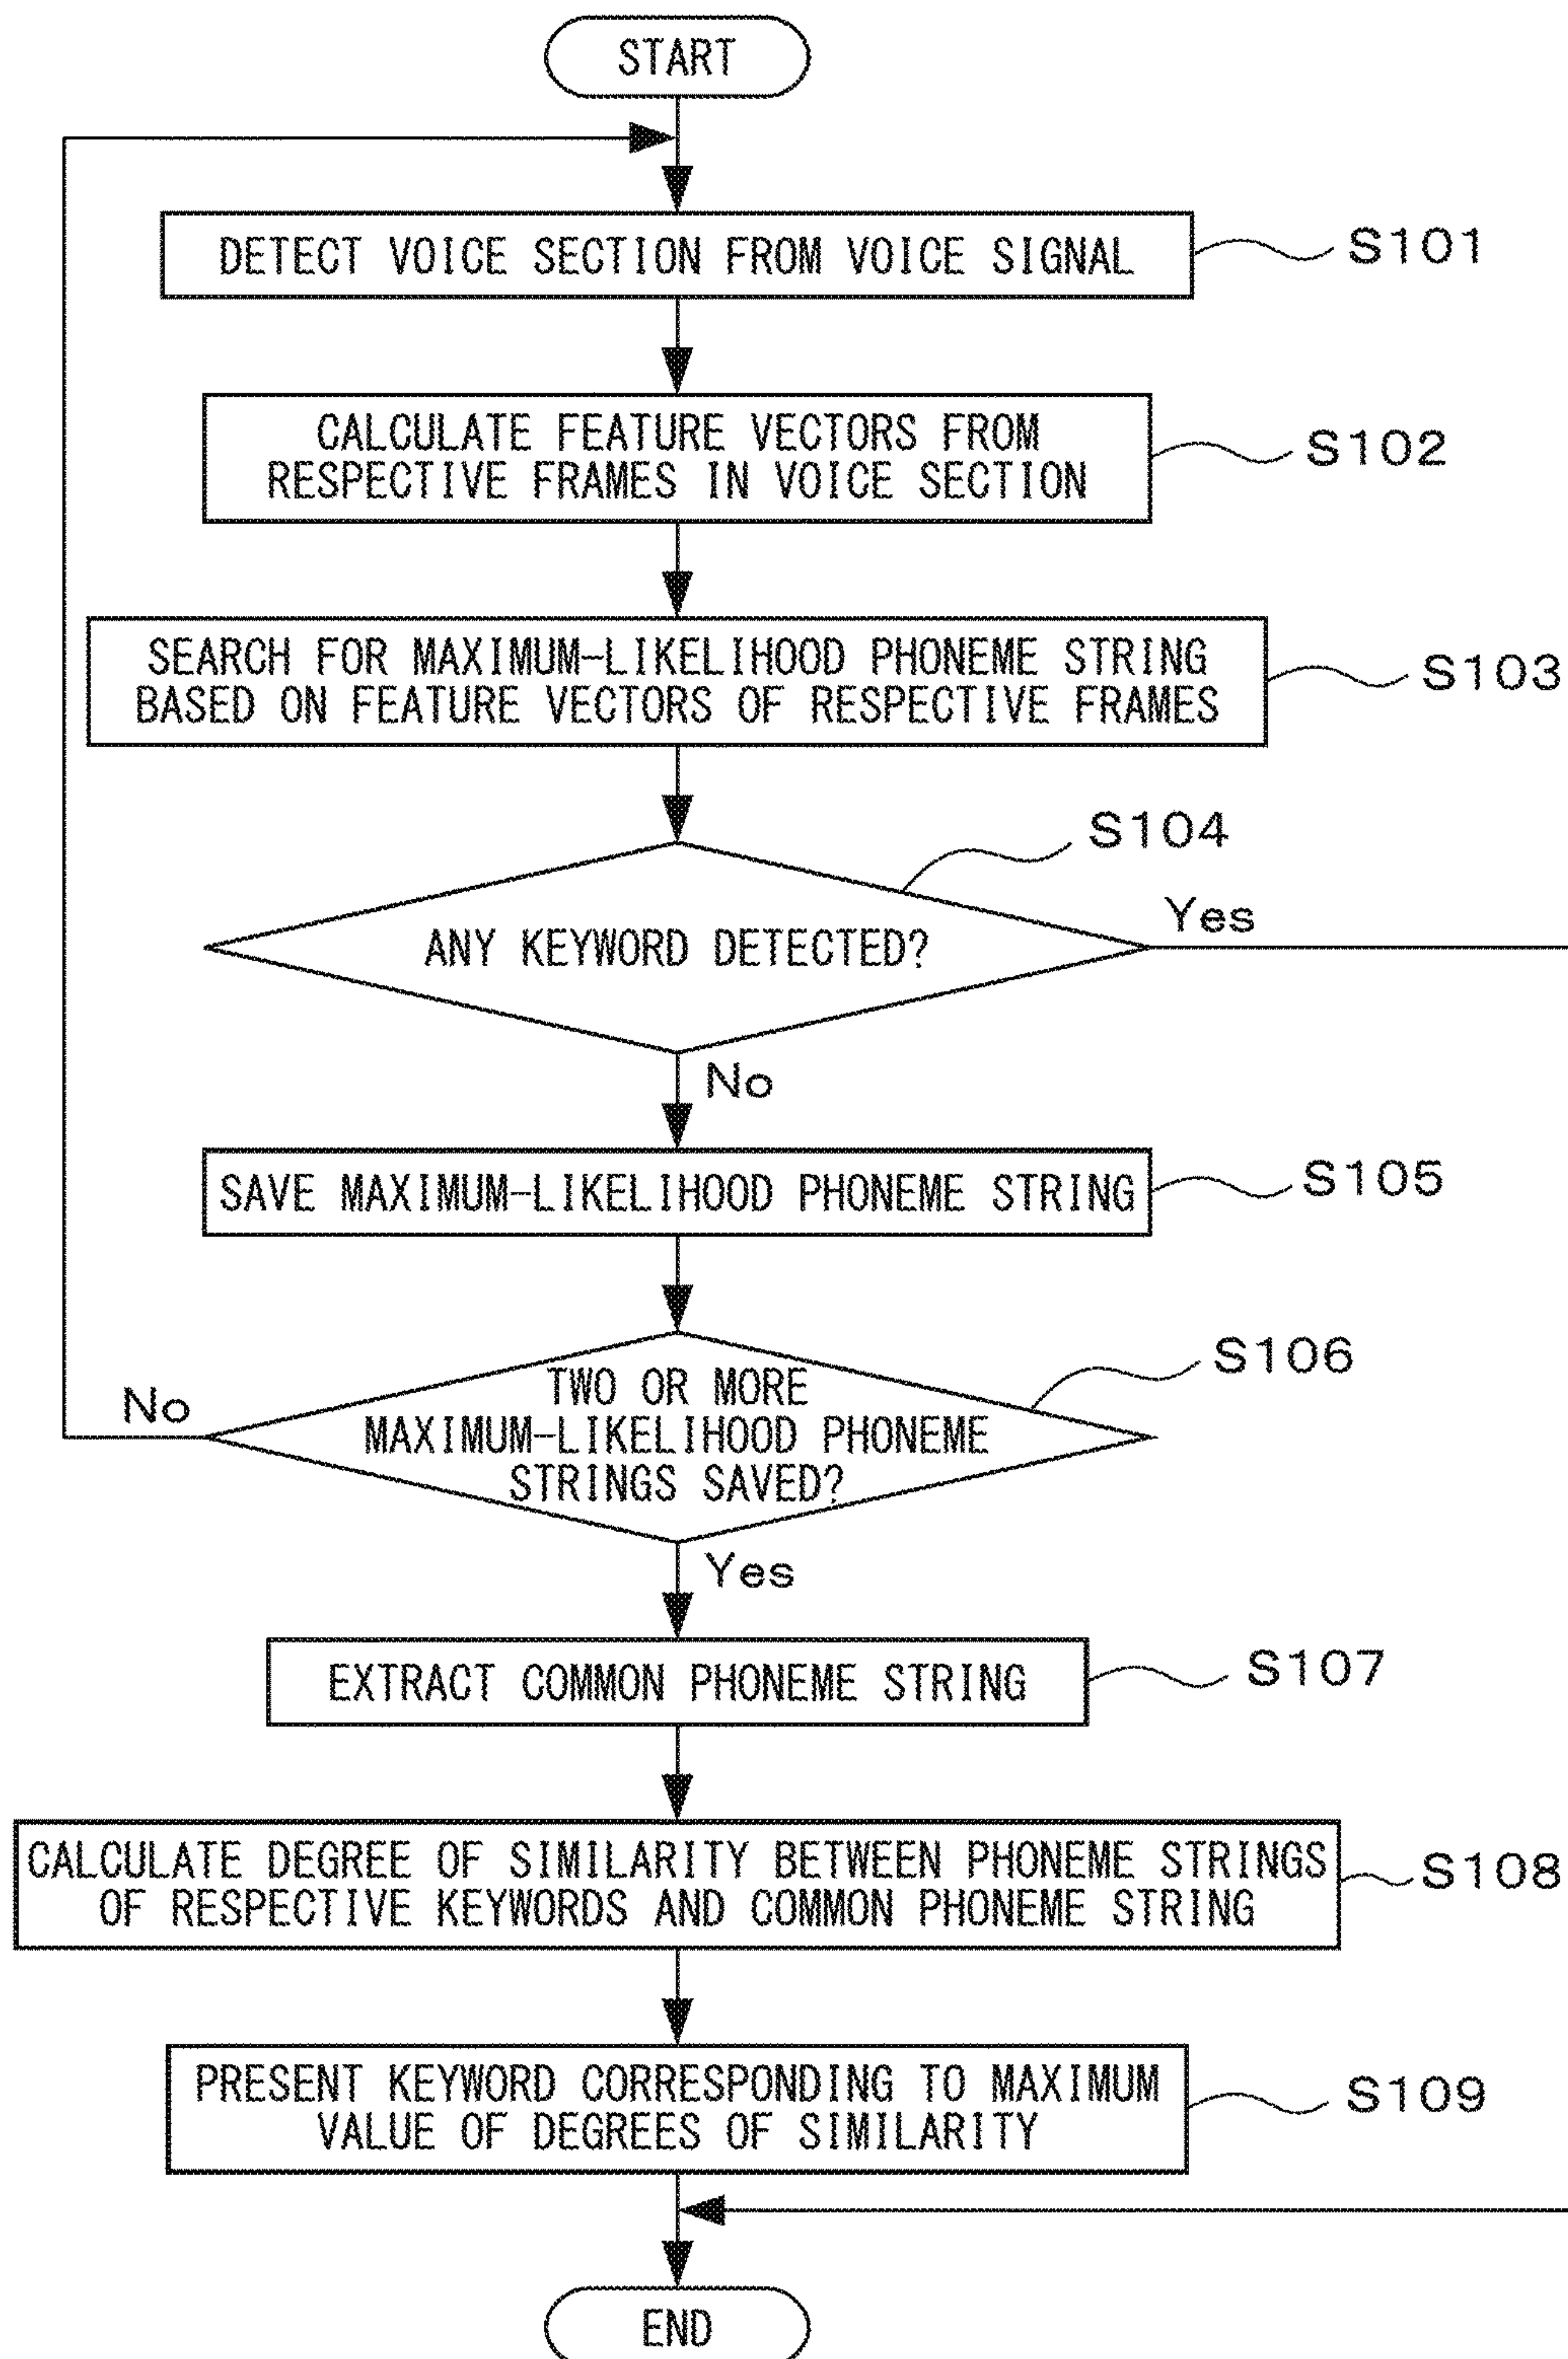 START
DETECT VOICE SECTION FROM VOICE SIGNAL
S101
CALCULATE FEATURE VECTORS FROM
RESPECTIVE FRAMES IN VOICE SECTION
S102
SEARCH FOR MAXIMUM-LIKELIHOOD PHONEME STRING
BASED ON FEATURE VECTORS OF RESPECTIVE FRAMES
S103
S104
ANY KEYWORD DETECTED?
Yes
No
SAVE MAXIMUM-LIKELIHOOD PHONEME STRING
S105
S106
TWO OR MORE
MAXIMUM-LIKELIHOOD PHONEME
STRINGS SAVED?
No
Yes
EXTRACT COMMON PHONEME STRING
S107
CALCULATE DEGREE OF SIMILARITY BETWEEN PHONEME STRINGS
OF RESPECTIVE KEYWORDS AND COMMON PHONEME STRING
S108
PRESENT KEYWORD CORRESPONDING TO MAXIMUM
VALUE OF DEGREES OF SIMILARITY
S109
END